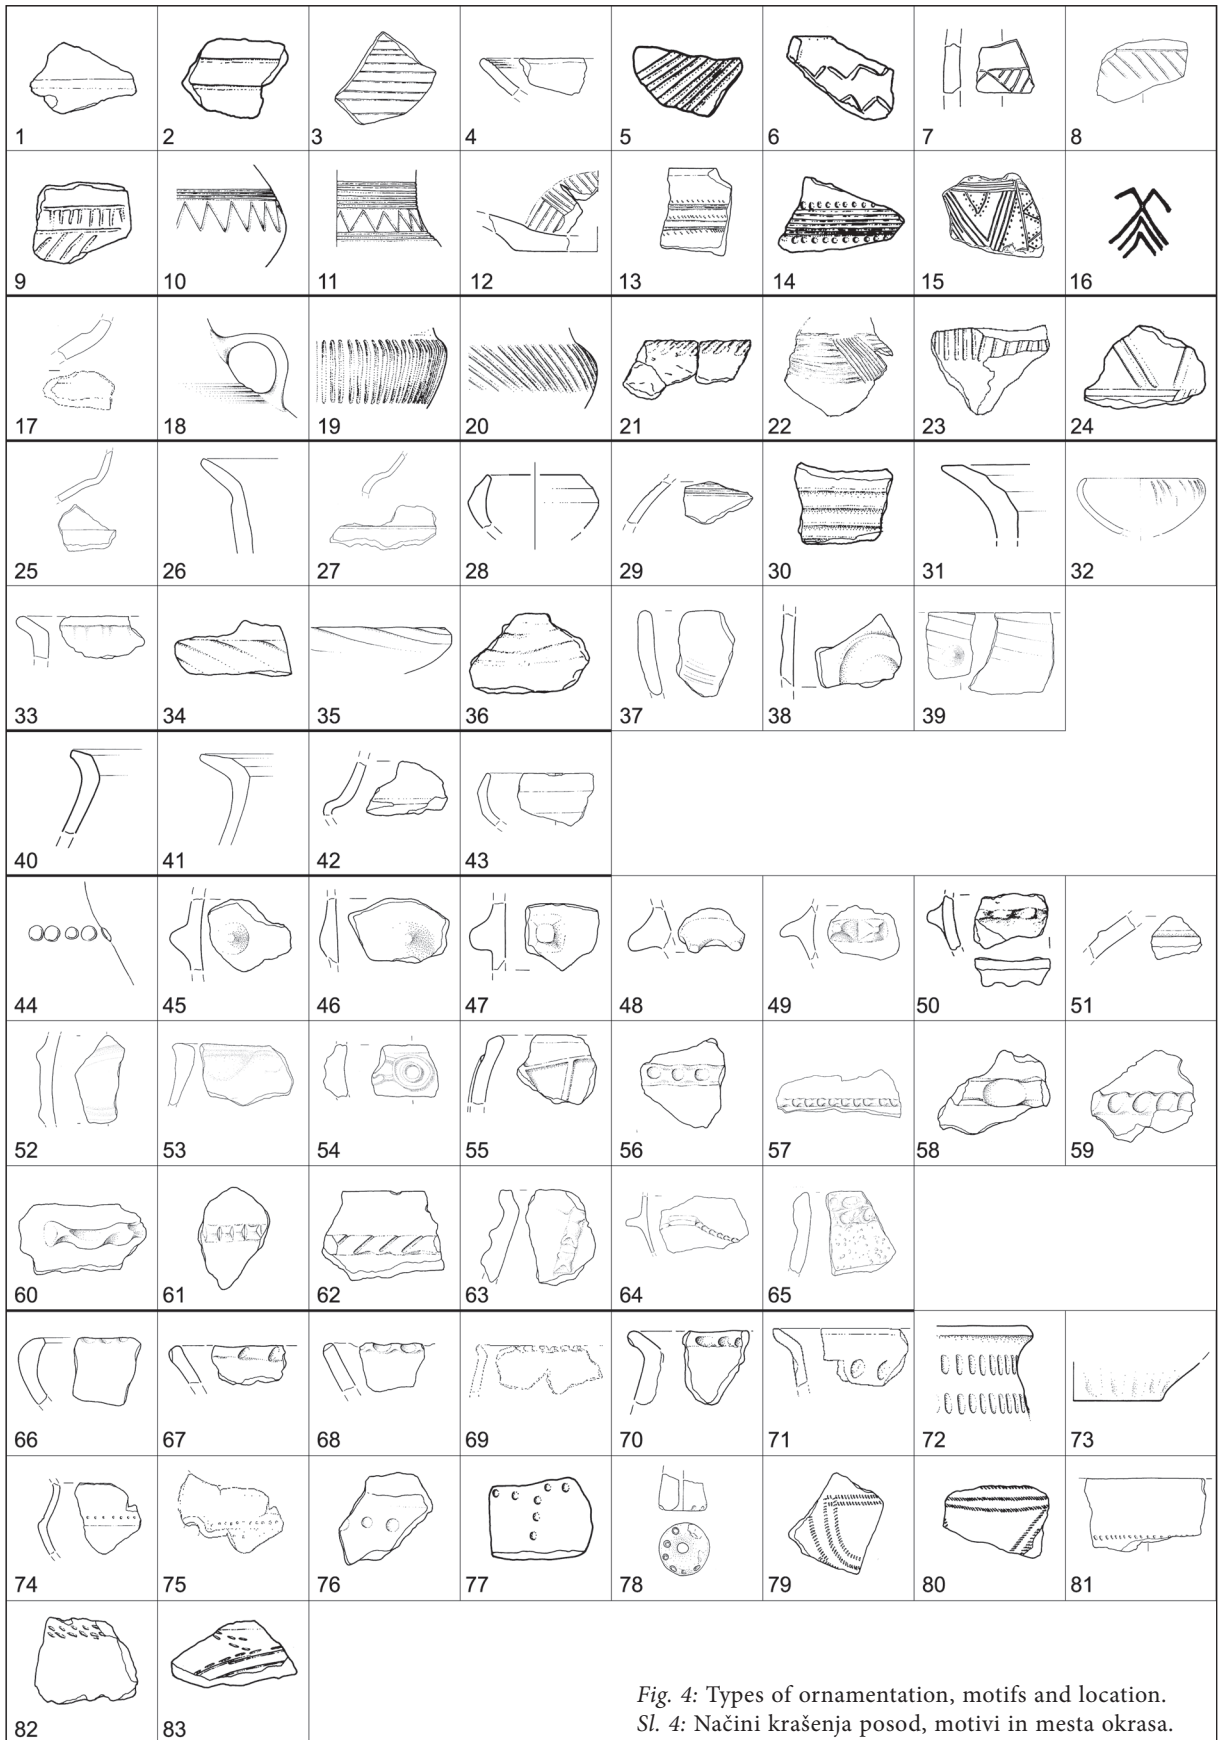 1 2 3 4 5 6 7 8
9 10 11 12 13 14 15 16
17 18 19 20 21 22 23 24
25 26 27 28 29 30 31 32
33 34 35 36 37 38 39
40 41 42 43
44 45 46 47 48 49 50 51
52 53 54 55 56 57 58 59
60 61 62 63 64 65
66 67 68 69 70 71 72 73
74 75 76 77 78 79 80 81
82 83
Fig. 4: Types of ornamentation, motifs and location.
Sl. 4: Načini krašenja posod, motivi in mesta okrasa.